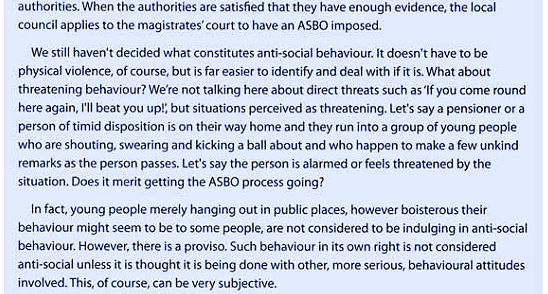 authorities. When the authorities are satisfied that they have enough evidence, the local
council applies to the magistrates' court to have an ASBO imposed.
We still haven't decided what constitutes anti-social behaviour. It doesn't have to be
physical violence, of course, but is far easier to identify and deal with if it is. What about
threatening behaviour? We're not talking here about direct threats such as 'If you come round
here again, I'll beat you up!', but situations perceived as threatening. Let's say a pensioner or a
person of timid disposition is on their way home and they run into a group of young people
who are shouting, swearing and kicking a ball about and who happen to make a few unkind
remarks as the person passes. Let's say the person is alarmed or feels threatened by the
situation. Does it merit getting the ASBO process going?
In fact, young people merely hanging out in public places, however boisterous their
behaviour might seem to be to some people, are not considered to be indulging in anti-social
behaviour. However, there is a proviso. Such behaviour in its own right is not considered
anti-social unless it is thought it is being done with other, more serious, behavioural attitudes
involved. This, of course, can be very subjective.